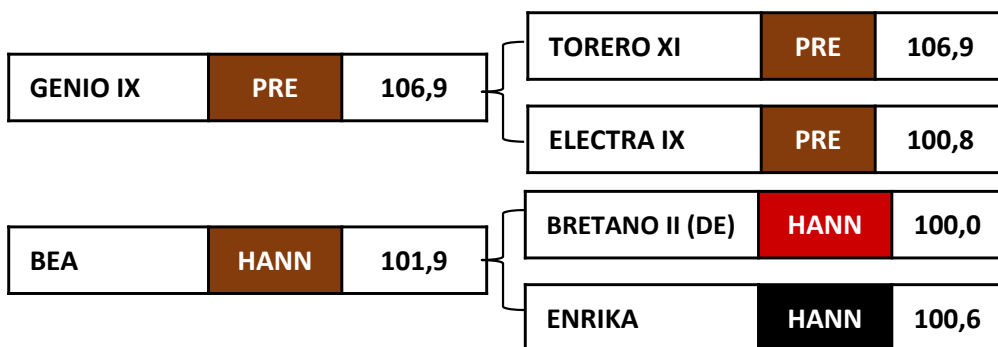 TORERO XI PRE 106,9
GENIO IX PRE 106,9
ELECTRA IX PRE 100,8
BRETANO II (DE) HANN 100,0
BEA HANN 101,9
ENRIKA HANN 100,6